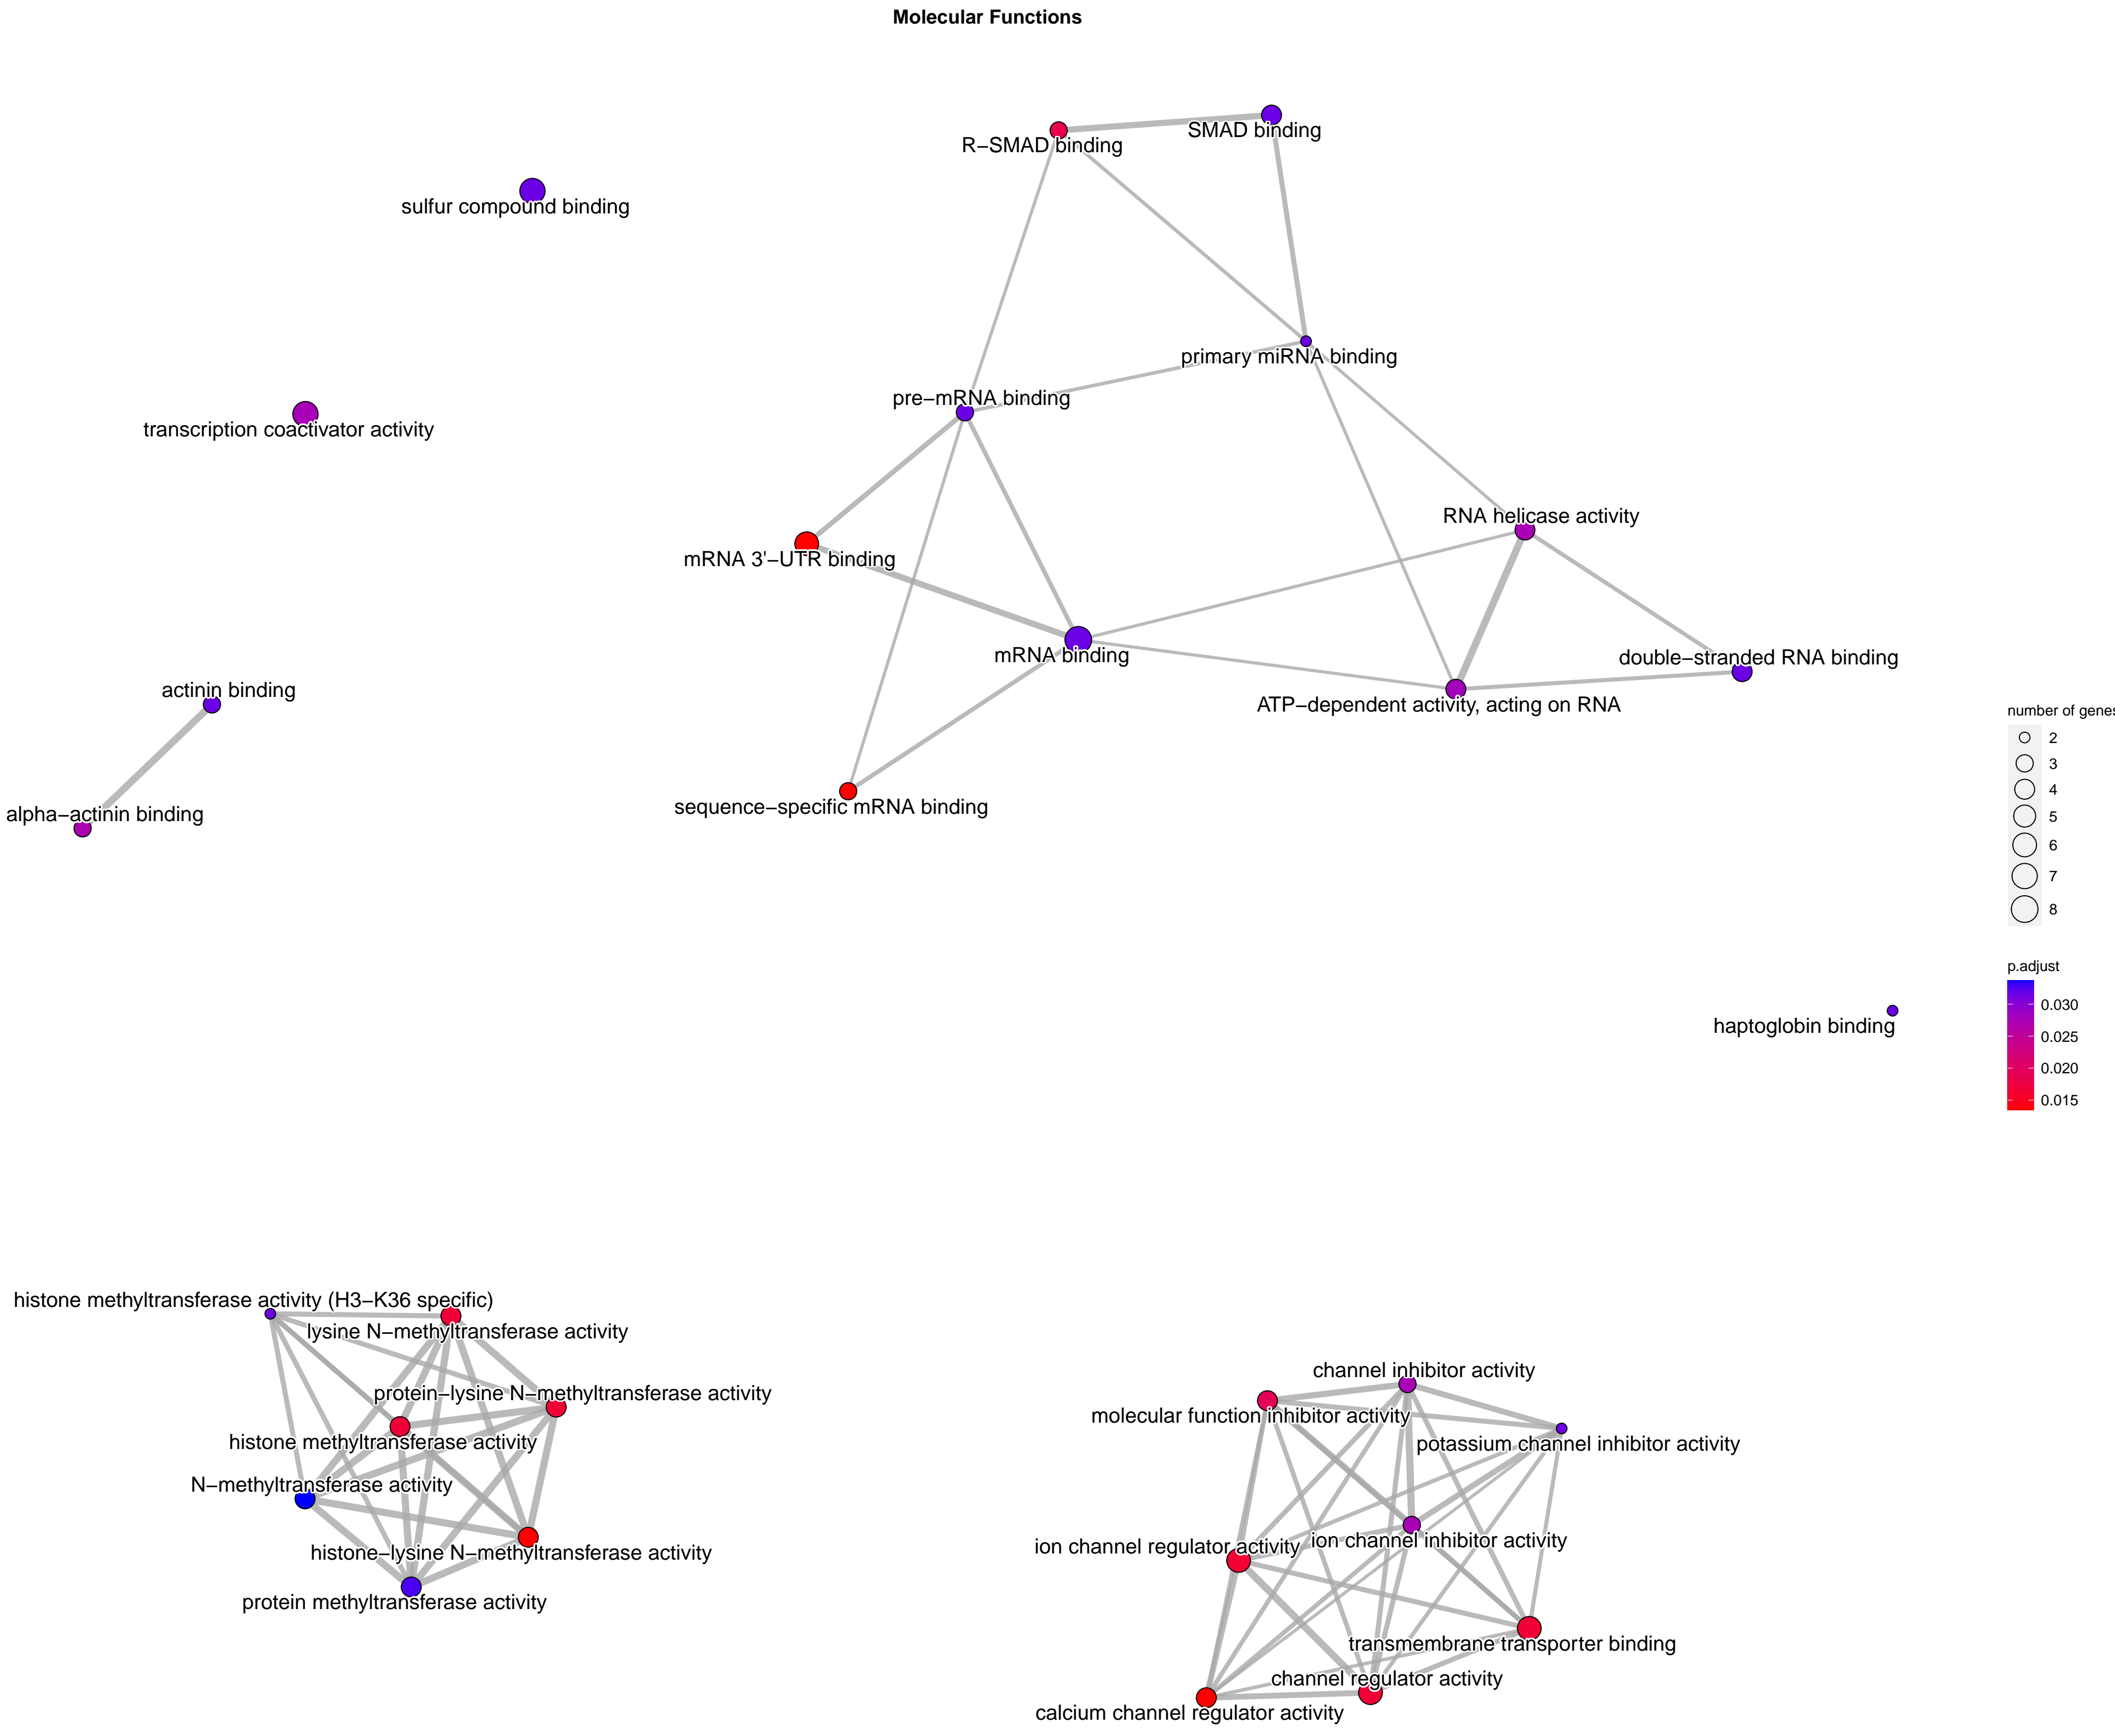 Molecular Functions
SMAD binding
R−SMAD binding
sulfur compound binding
primary miRNA binding
pre−mRNA binding
transcription coactivator activity
RNA helicase activity
mRNA 3'−UTR binding
mRNA binding
double−stranded RNA binding
actinin binding
ATP−dependent activity, acting on RNA
sequence−specific mRNA binding
alpha−actinin binding
number of genes
2
3
4
5
6
7
8
p.adjust
0.030
0.025
0.020
0.015
haptoglobin binding
histone methyltransferase activity (H3−K36 specific)
lysine N−methyltransferase activity
protein−lysine N−methyltransferase activity
histone methyltransferase activity
N−methyltransferase activity
histone−lysine N−methyltransferase activity
protein methyltransferase activity
channel inhibitor activity
molecular function inhibitor activity
potassium channel inhibitor activity
ion channel regulator activity
ion channel inhibitor activity
transmembrane transporter binding
channel regulator activity
calcium channel regulator activity